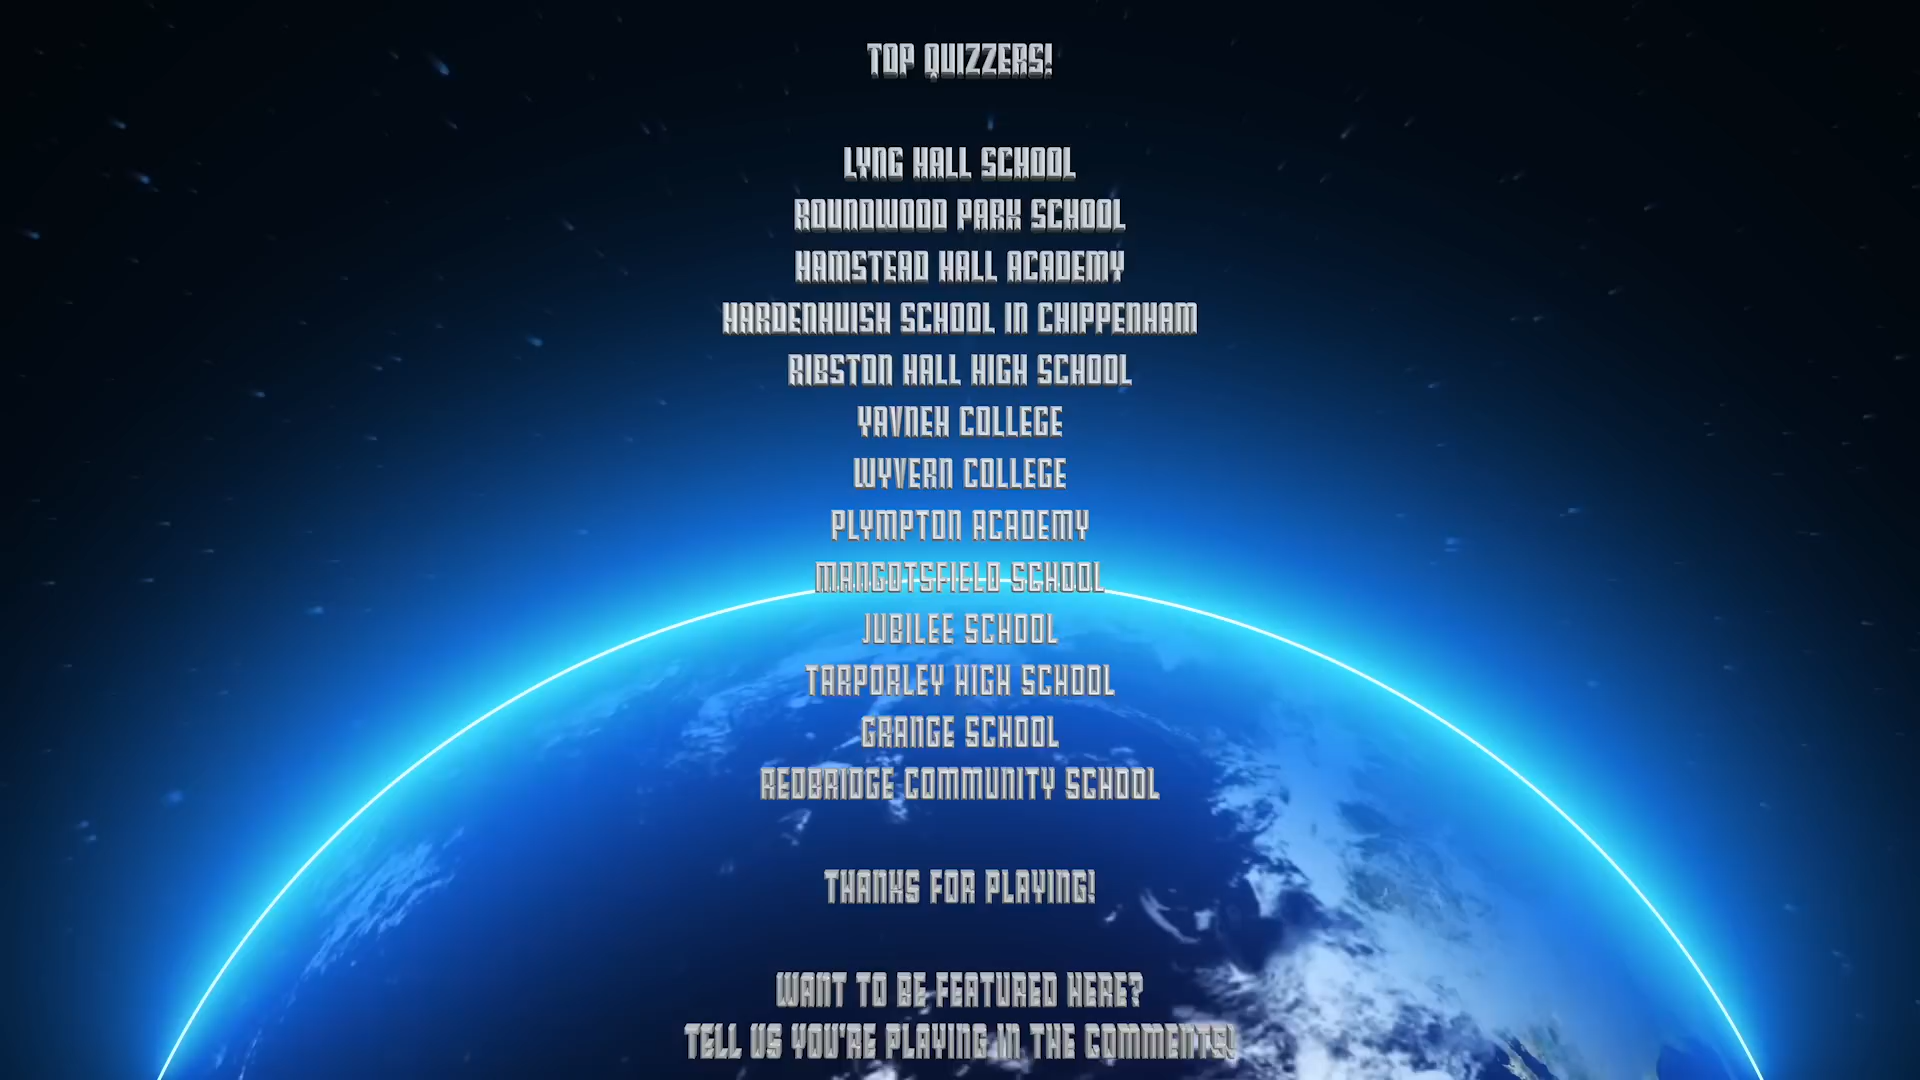 TOP QUIZZERS!
LYNG HALL SCHOOL
ROUNDWOOD PARK SCHOOL
HAMSTEAD HALL ACADEMY
HARDENHUISH SCHOOL IN CHIPPENHAM
RIBSTON HALL HIGH SCHOOL
YAVNEH COLLEGE
WYVERN COLLEGE
PLYMPTON ACADEMY
MANGOTSFIELD SCHOOL
JUBILEE SCHOOL
TARPORLEY HIGH SCHOOL
GRANGE SCHOOL
REDBRIDGE COMMUNITY SCHOOL
THANKS FOR PLAYING!
WANT TO BE FEATURED HERE?
TELL US YOU'RE PLAYING IN THE COMMENTS!